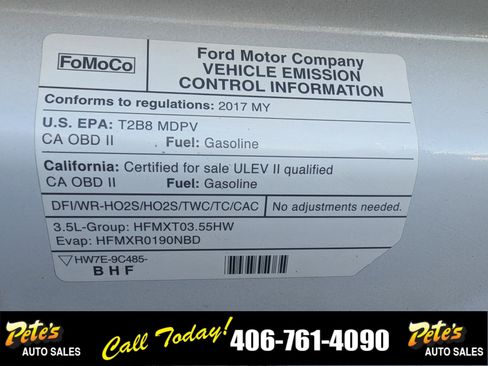 FoMoCo
Ford Motor Company
VEHICLE EMISSION
CONTROL INFORMATION
Conforms to regulations: 2017 MY
U.S. EPA: T2B8 MDPV
CA OBD II Fuel: Gasoline
California: Certified for sale ULEV II qualified
CA OBD II Fuel: Gasoline
DFI/WR-HO2S/HO2S/TWC/TC/CAC No adjustments needed.
3.5L-Group: HFMXT03.55HW
Evap: HFMXR0190NBD
HW7E-9C485-
BHF
Pete's
AUTO SALES
Call Today!
406-761-4090
Pete's
AUTO SALES